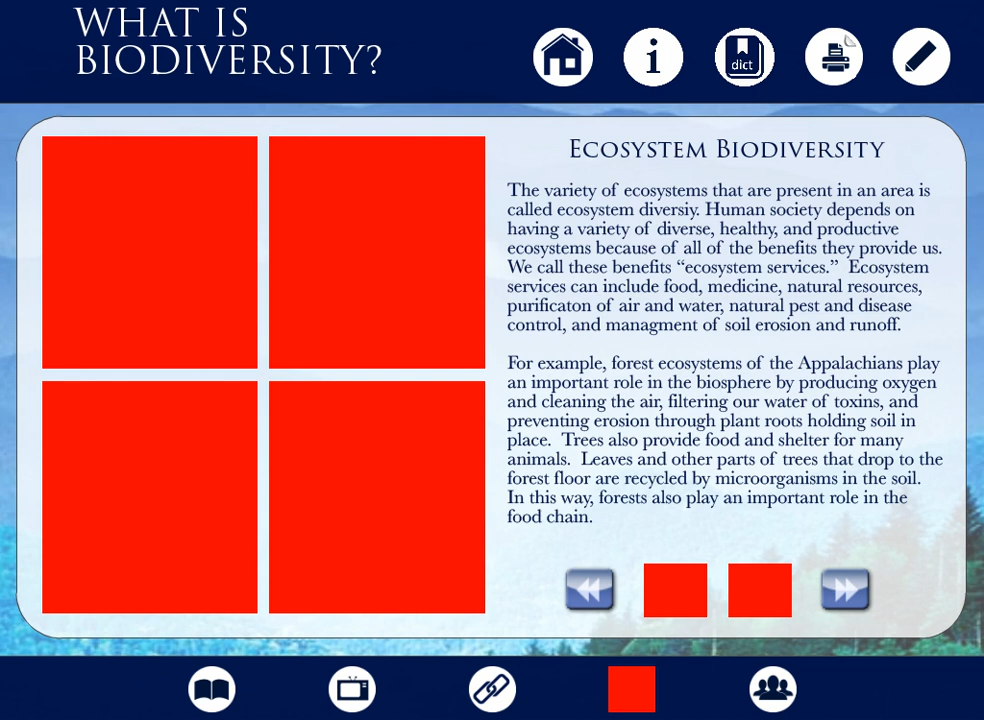 WHAT IS
BIODIVERSITY?
dict
Ecosystem Biodiversity
The variety of ecosystems that are present in an area is
called ecosystem diversiy. Human society depends on
having a variety of diverse, healthy, and productive
ecosystems because of all of the benefits they provide us.
We call these benefits “ecosystem services.” Ecosystem
services can include food, medicine, natural resources,
purificaton of air and water, natural pest and disease
control, and managment of soil erosion and runoff.
For example, forest ecosystems of the Appalachians play
an important role in the biosphere by producing oxygen
and cleaning the air, filtering our water of toxins, and
preventing erosion through plant roots holding soil in
place. Trees also provide food and shelter for many
animals. Leaves and other parts of trees that drop to the
forest floor are recycled by microorganisms in the soil.
In this way, forests also play an important role in the
food chain.